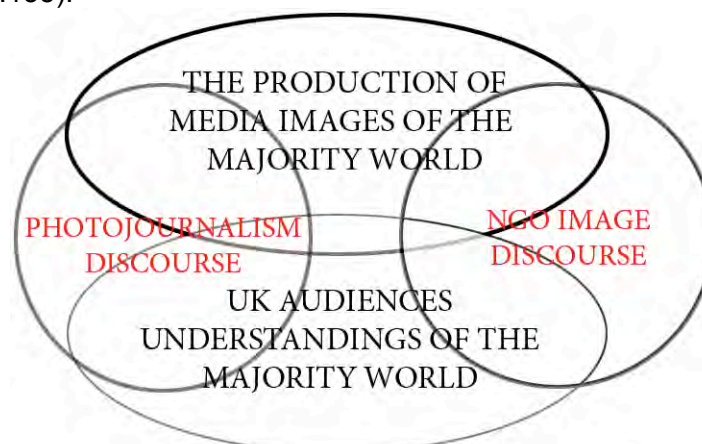 THE PRODUCTION OF
MEDIA IMAGES OF THE
MAJORITY WORLD
PHOTOJOURNALISM
DISCOURSE
NGO IMAGE
DISCOURSE
UK AUDIENCES
UNDERSTANDINGS OF THE
MAJORITY WORLD